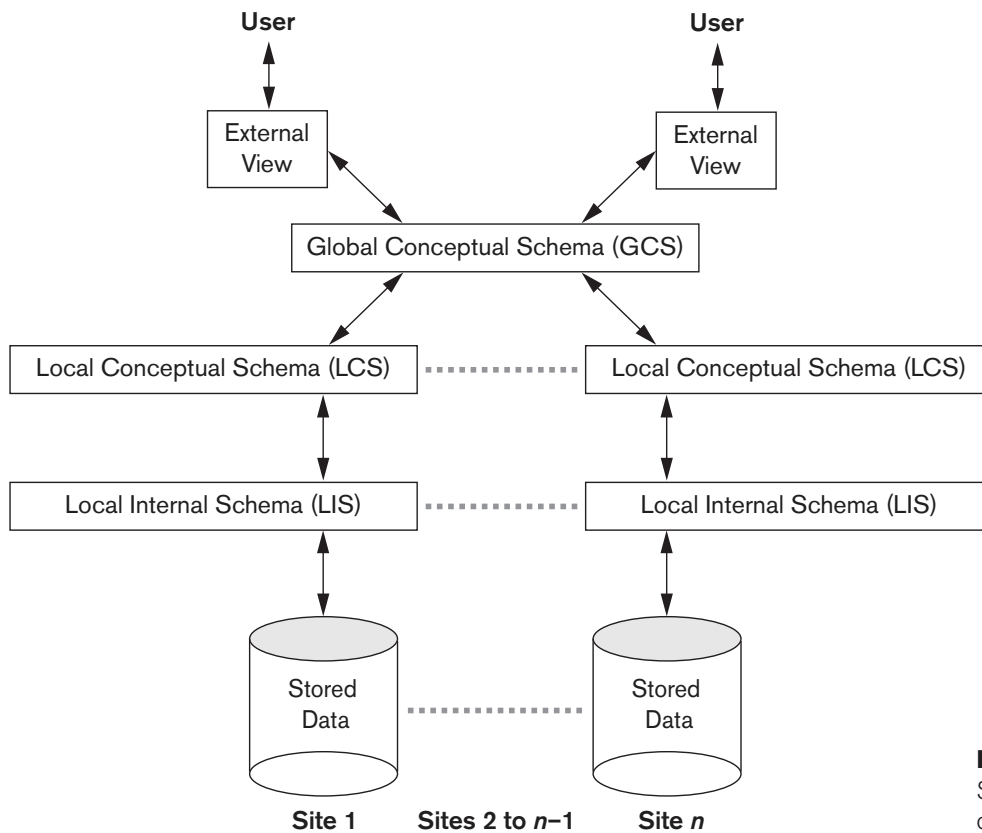 User
User
External
View
External
View
Global Conceptual Schema (GCS)
Local Conceptual Schema (LCS)
Local Conceptual Schema (LCS)
Local Internal Schema (LIS)
Local Internal Schema (LIS)
Stored
Data
Stored
Data
Site 1
Sites 2 to n–1
Site n